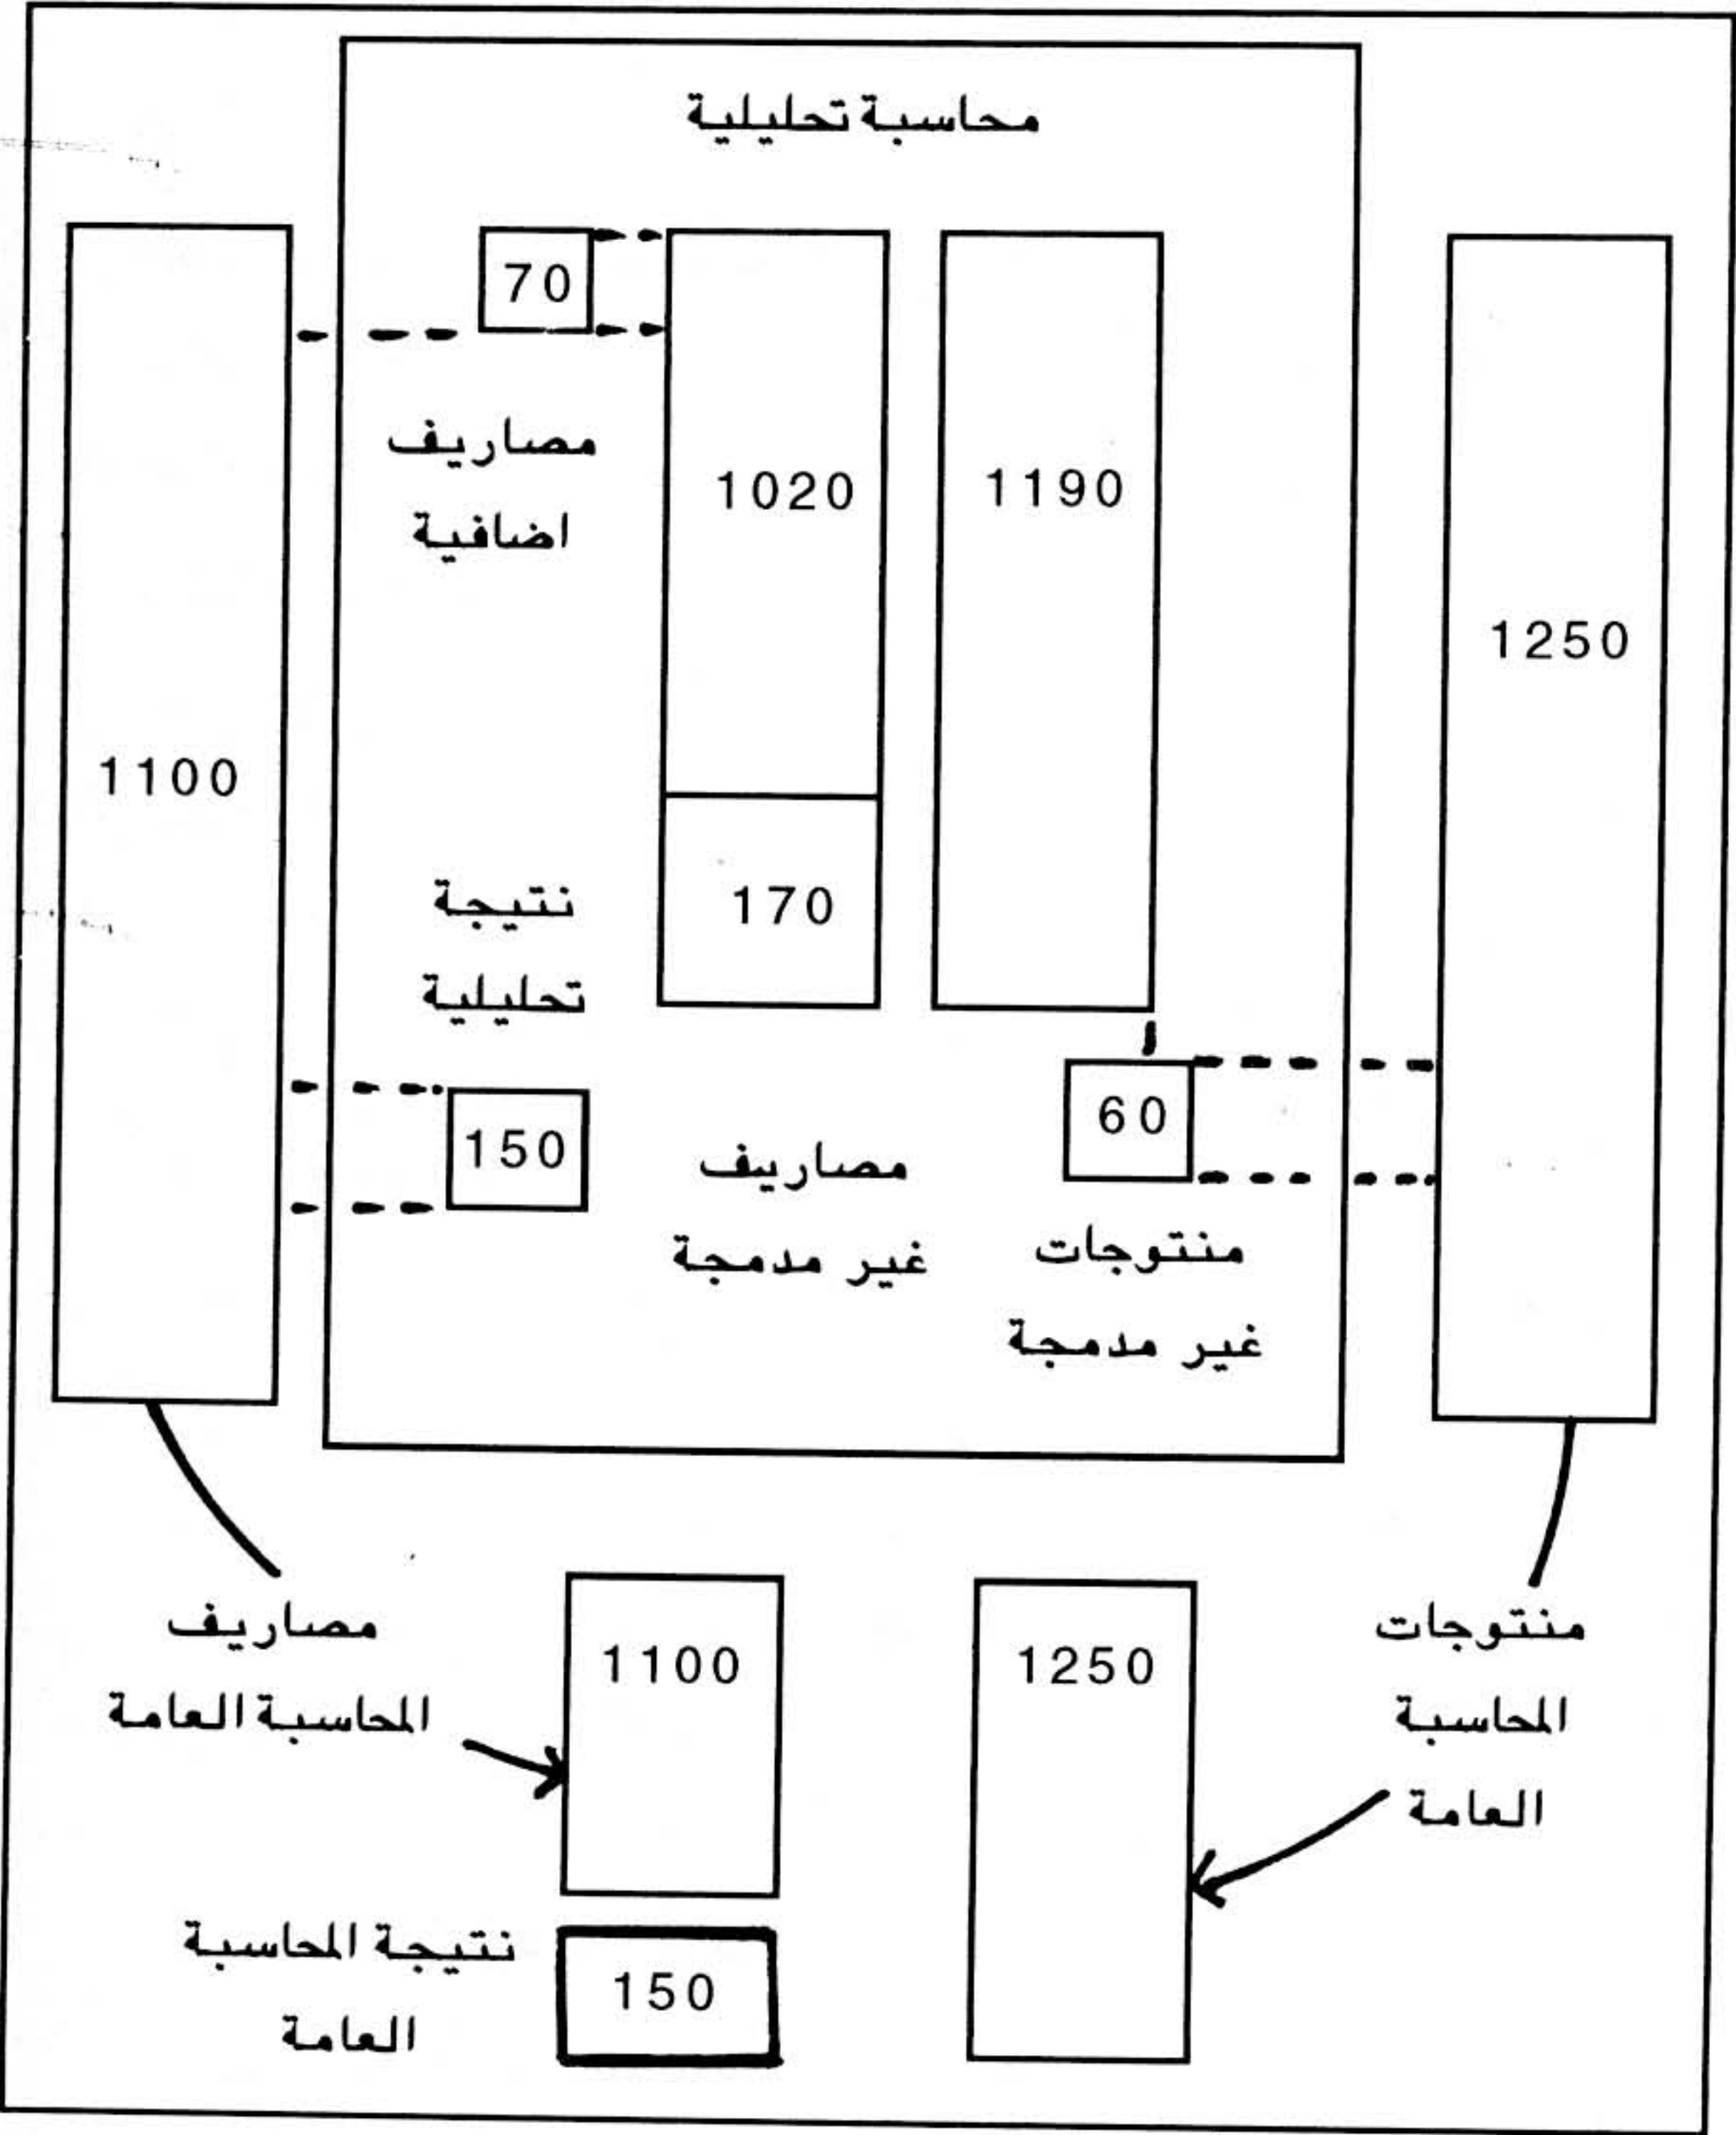 محاسبة تحليلية
70
مصاريف
اضافية
1020
1190
1250
1100
نتيجة
تحليلية
170
150
مصاريف
غير مدمجة
60
منتوجات
غير مدمجة
مصاريف
المحاسبة العامة
1100
1250
منتوجات
المحاسبة
العامة
نتيجة المحاسبة
العامة
150